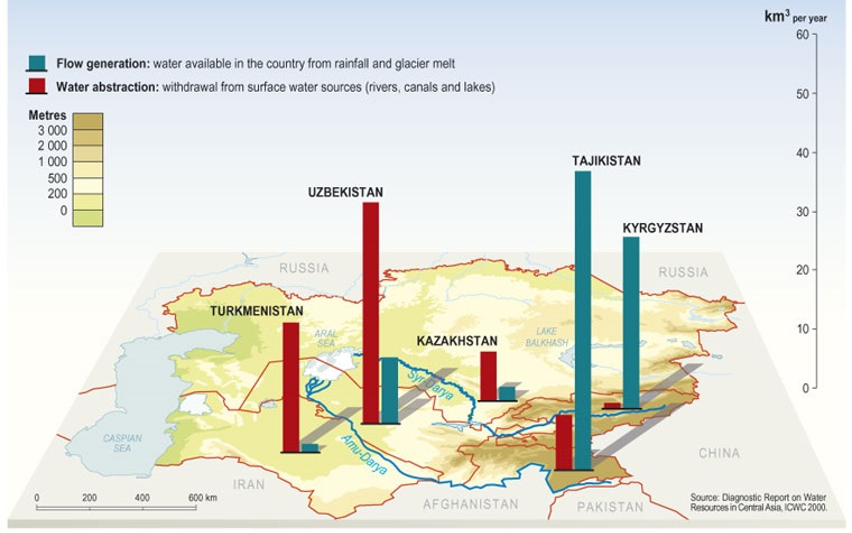 km³ per year
60
50
40
30
20
10
0
Flow generation: water available in the country from rainfall and glacier melt
Water abstraction: withdrawal from surface water sources (rivers, canals and lakes)
Metres
3 000
2 000
1 000
500
200
0
TAJIKISTAN
UZBEKISTAN
KYRGYZSTAN
RUSSIA
RUSSIA
TURKMENISTAN
ARAL
SEA
KAZAKHSTAN
LAKE
BALKHASH
Syr-Darya
Amu-Darya
CASPIAN
SEA
CHINA
IRAN
AFGHANISTAN
PAKISTAN
0 200 400 600 km
Source: Diagnostic Report on Water
Resources in Central Asia, ICWC 2000.